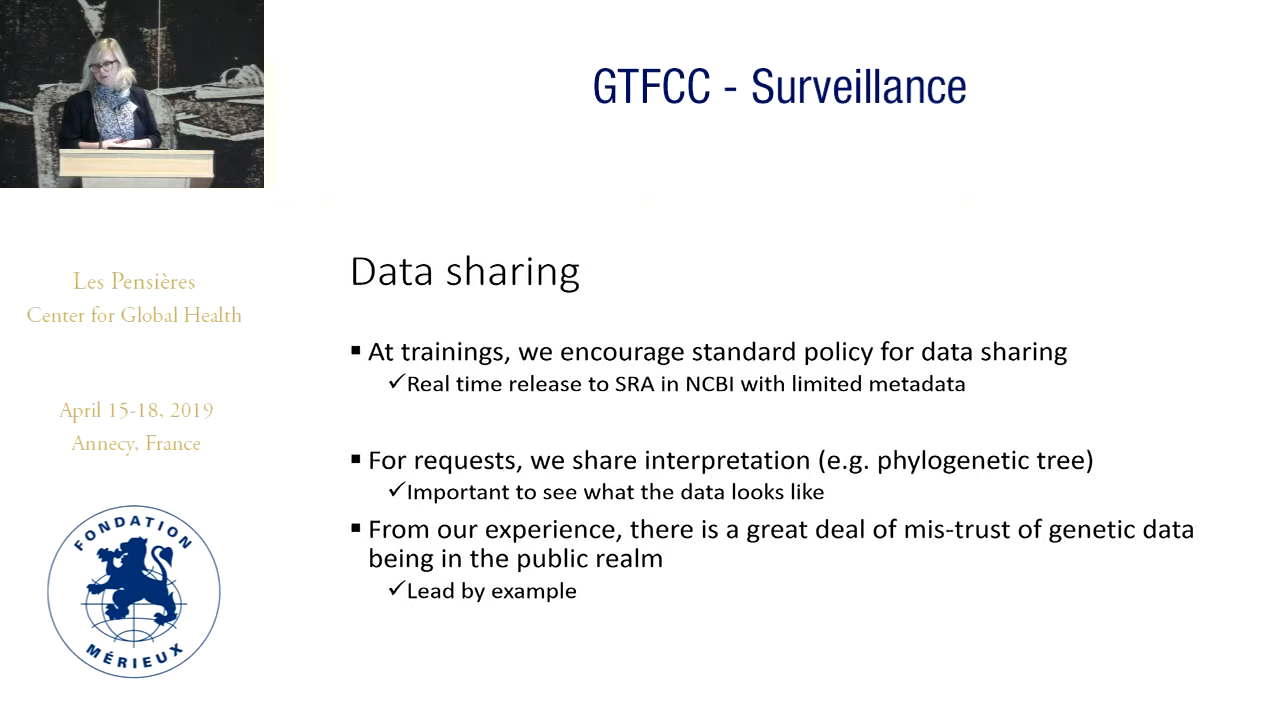 GTFCC - Surveillance
Les Pensières
Center for Global Health
April 15-18, 2019
Annecy, France
FONDATION
MÉRIEUX
Data sharing
▪ At trainings, we encourage standard policy for data sharing
✓Real time release to SRA in NCBI with limited metadata
▪ For requests, we share interpretation (e.g. phylogenetic tree)
✓Important to see what the data looks like
▪ From our experience, there is a great deal of mis-trust of genetic data
being in the public realm
✓Lead by example